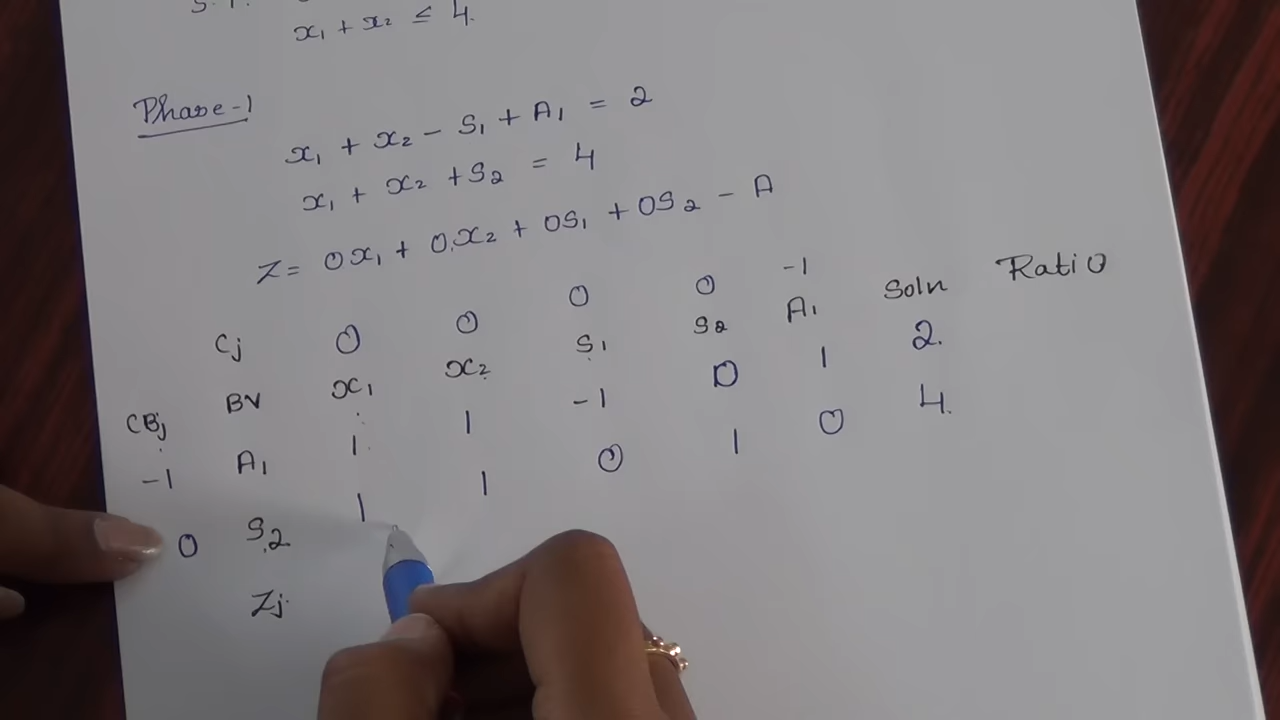 S.T.
x₁ + x₂ ≤ 4.
Phase-1
x₁ + x₂ - S₁ + A₁ = 2
x₁ + x₂ + S₂ = 4
Z = 0x₁ + 0.x₂ + 0S₁ + 0S₂ - A
Cj 0 0 0 0 -1
CBj BV x₁ x₂ S₁ S₂ A₁ Soln Ratio
-1 A₁ 1 1 -1 0 1 2.
0 S₂ 1 1 0 1 0 4.
Zj